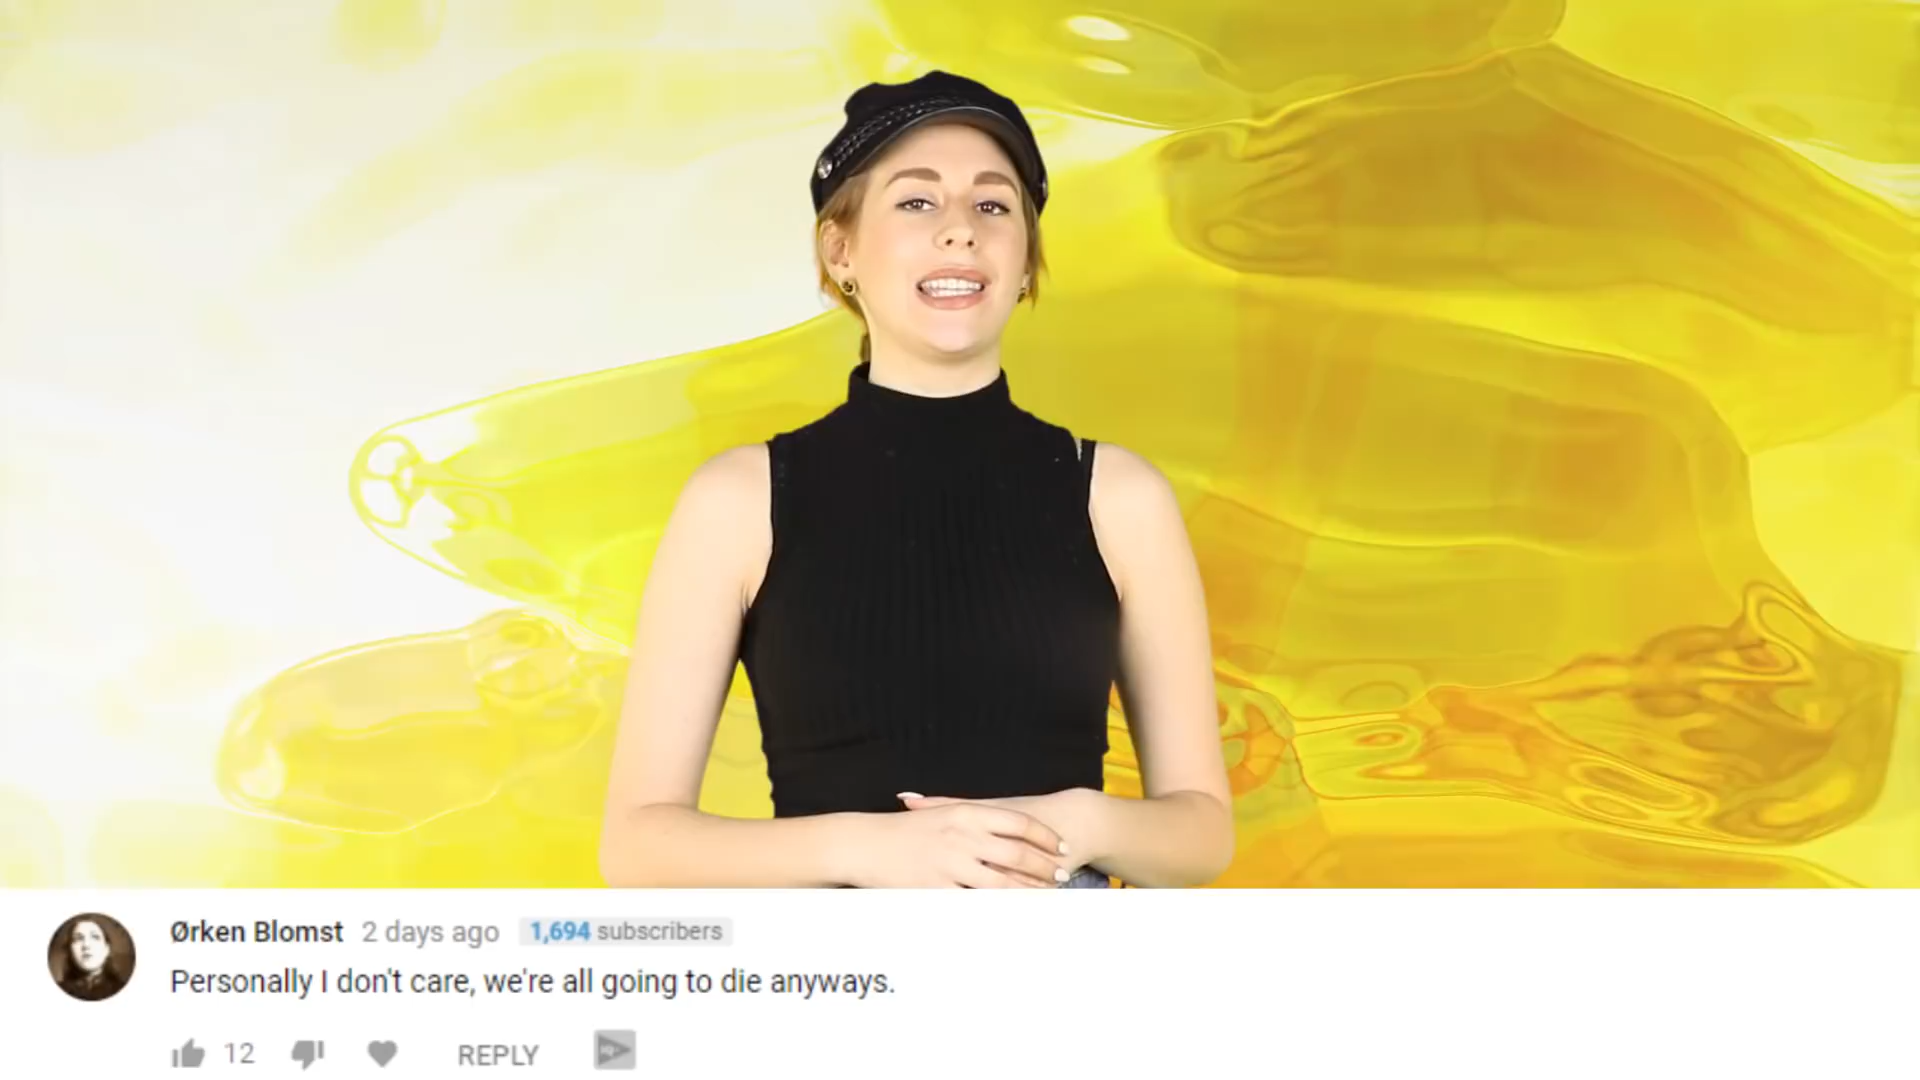 Ørken Blomst 2 days ago 1,694 subscribers
Personally I don't care, we're all going to die anyways.
12 REPLY